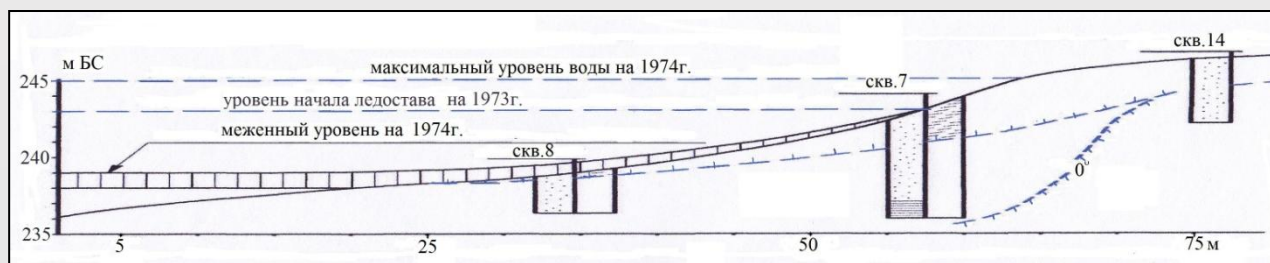 скв.14
м БС
245
максимальный уровень воды на 1974г.
скв.7
уровень начала ледостава на 1973г.
меженный уровень на 1974г.
240
скв.8
0
235
5
25
50
75 м